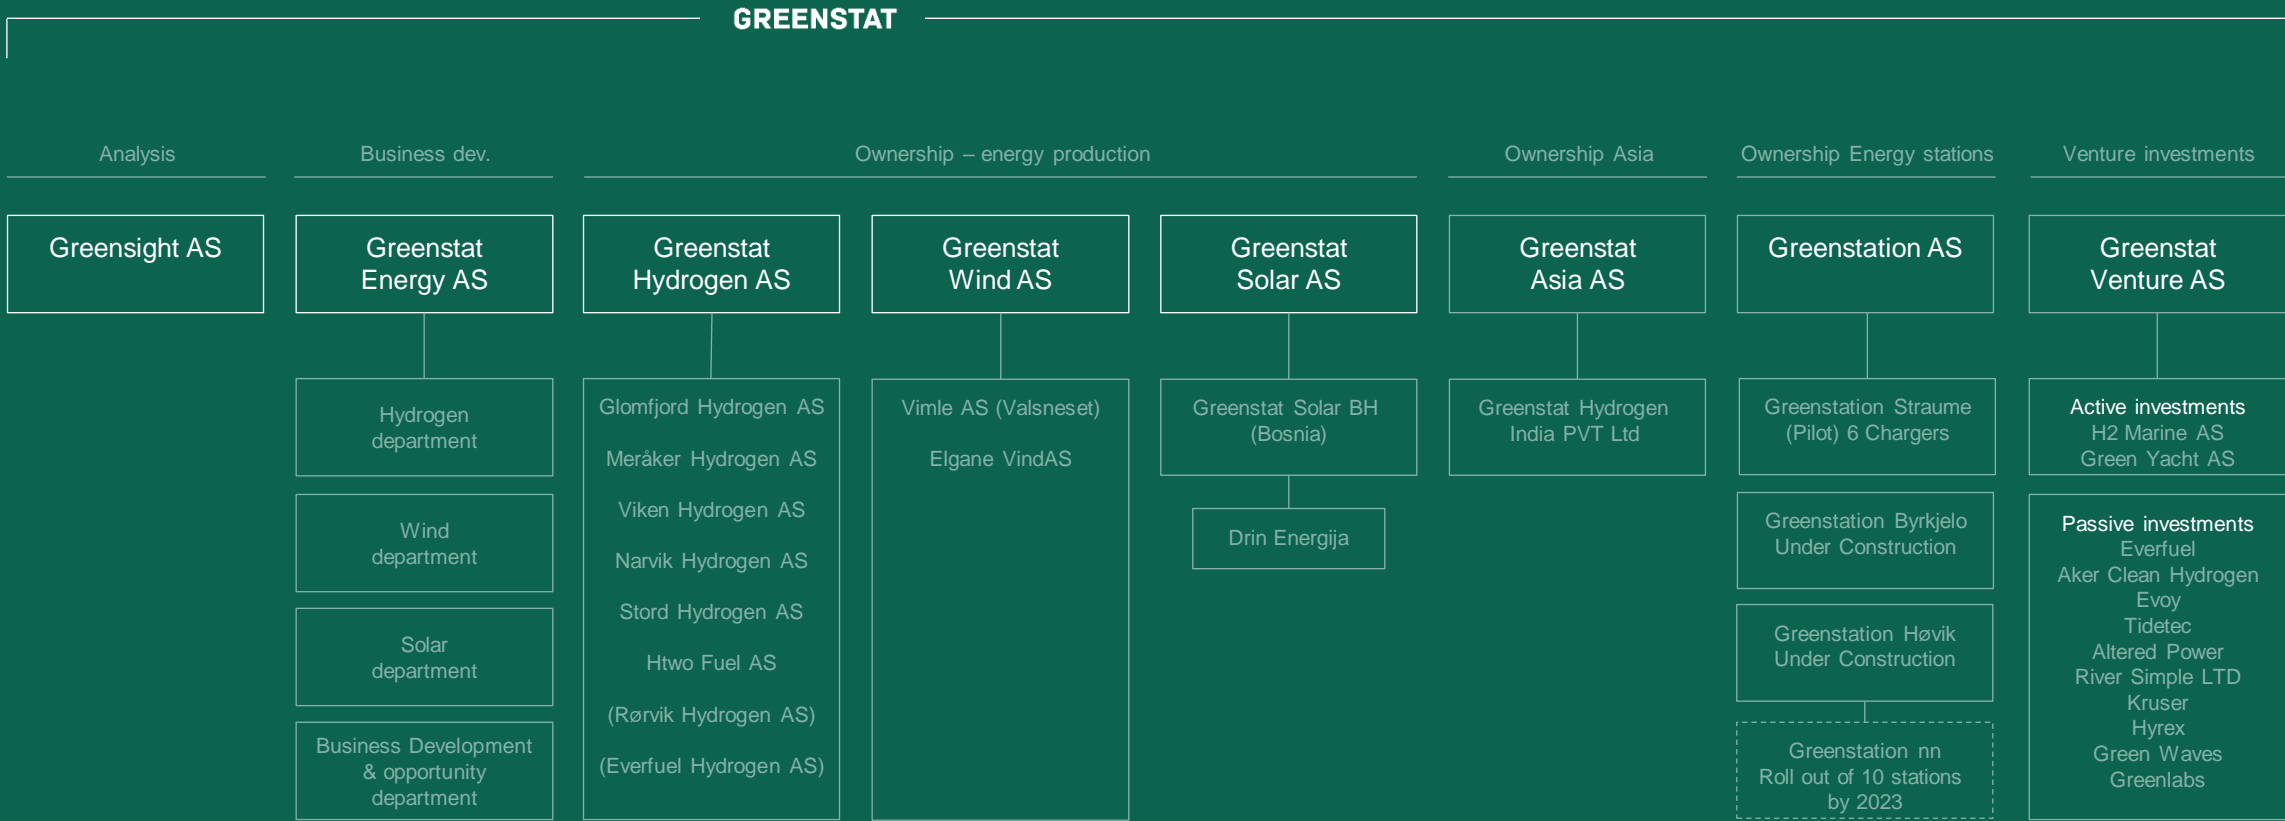 GREENSTAT
Analysis
Business dev.
Ownership – energy production
Ownership Asia
Ownership Energy stations
Venture investments
Greensight AS
Greenstat
Energy AS
Hydrogen
department
Wind
department
Solar
department
Business Development
& opportunity
department
Greenstat
Hydrogen AS
Glomfjord Hydrogen AS
Meråker Hydrogen AS
Viken Hydrogen AS
Narvik Hydrogen AS
Stord Hydrogen AS
Htwo Fuel AS
(Rørvik Hydrogen AS)
(Everfuel Hydrogen AS)
Greenstat
Wind AS
Vimle AS (Valsneset)
Elgane VindAS
Greenstat
Solar AS
Greenstat Solar BH
(Bosnia)
Drin Energija
Greenstat
Asia AS
Greenstat Hydrogen
India PVT Ltd
Greenstation AS
Greenstation Straume
(Pilot) 6 Chargers
Greenstation Byrkjelo
Under Construction
Greenstation Høvik
Under Construction
Greenstation nn
Roll out of 10 stations
by 2023
Greenstat
Venture AS
Active investments
H2 Marine AS
Green Yacht AS
Passive investments
Everfuel
Aker Clean Hydrogen
Evoy
Tidetec
Altered Power
River Simple LTD
Kruser
Hyrex
Green Waves
Greenlabs